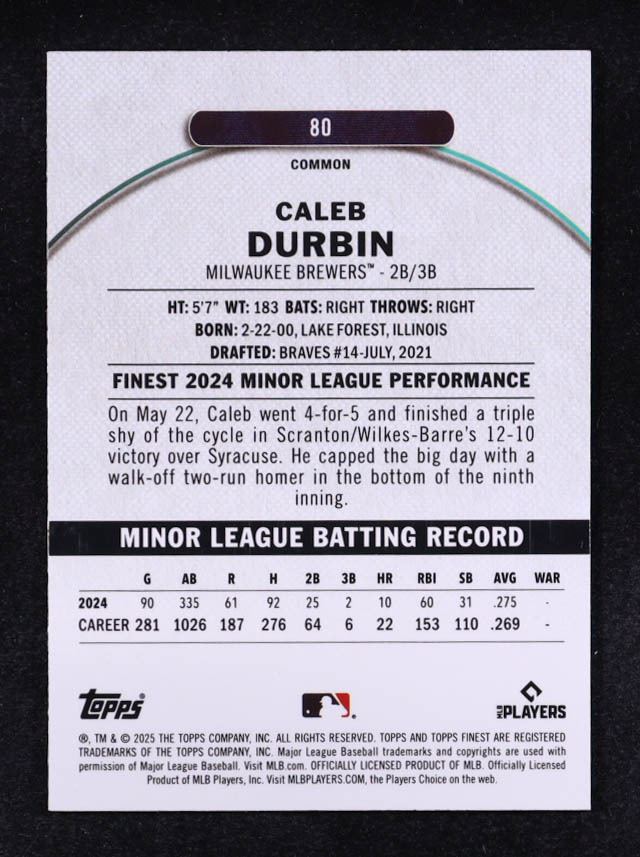 80
COMMON
CALEB
DURBIN
MILWAUKEE BREWERS™ - 2B/3B
HT: 5'7" WT: 183 BATS: RIGHT THROWS: RIGHT
BORN: 2-22-00, LAKE FOREST, ILLINOIS
DRAFTED: BRAVES #14-JULY, 2021
FINEST 2024 MINOR LEAGUE PERFORMANCE
On May 22, Caleb went 4-for-5 and finished a triple
shy of the cycle in Scranton/Wilkes-Barre's 12-10
victory over Syracuse. He capped the big day with a
walk-off two-run homer in the bottom of the ninth
inning.
MINOR LEAGUE BATTING RECORD
G AB R H 2B 3B HR RBI SB AVG WAR
2024 90 335 61 92 25 2 10 60 31 .275 -
CAREER 281 1026 187 276 64 6 22 153 110 .269 -
Topps ® MLB PLAYERS
®, TM & © 2025 THE TOPPS COMPANY, INC. ALL RIGHTS RESERVED. TOPPS AND TOPPS FINEST ARE REGISTERED
TRADEMARKS OF THE TOPPS COMPANY, INC. Major League Baseball trademarks and copyrights are used with
permission of Major League Baseball. Visit MLB.com. OFFICIALLY LICENSED PRODUCT OF MLB. Officially Licensed
Product of MLB Players, Inc. Visit MLBPLAYERS.COM, the Players Choice on the web.